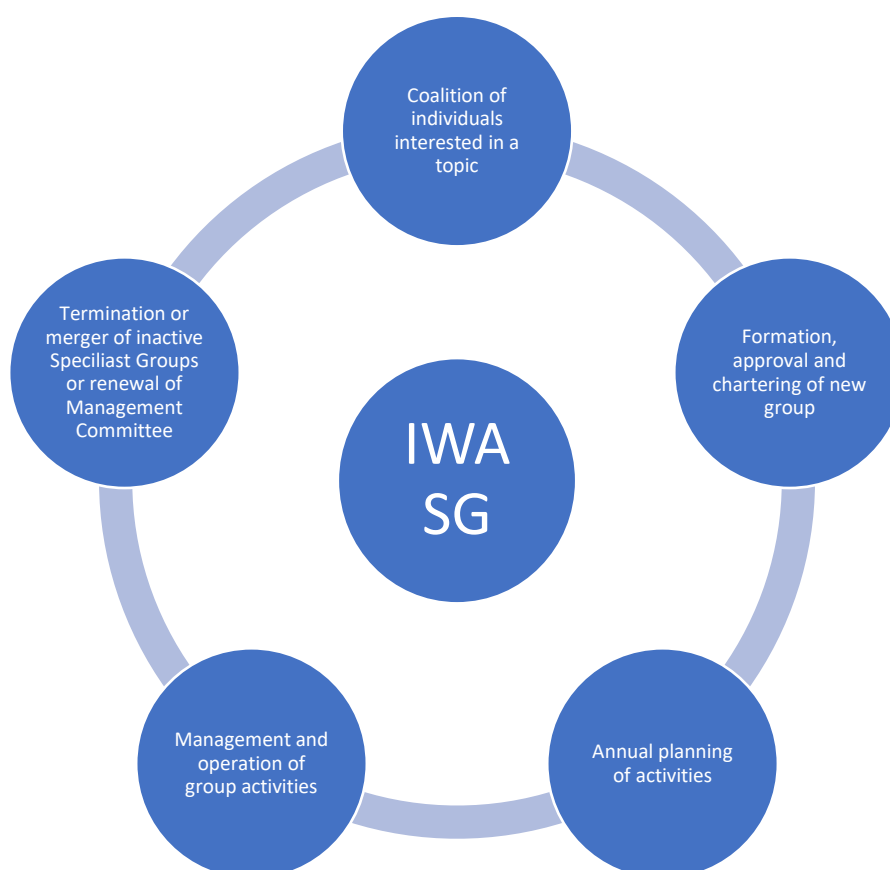 Coalition of
individuals
interested in a
topic
Formation,
approval and
chartering of new
group
Annual planning
of activities
Management and
operation of
group activities
Termination or
merger of inactive
Speciliast Groups
or renewal of
Management
Committee
IWA
SG